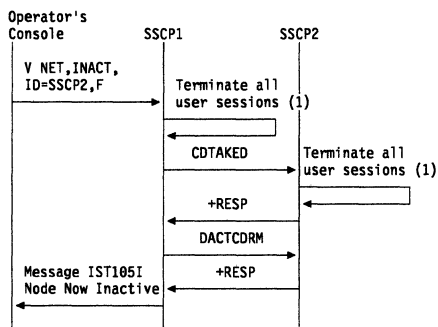 Operator's
Console
SSCP1
SSCP2
V NET,INACT,
ID=SSCP2,F
Terminate all
user sessions (1)
CDTAKED
Terminate all
user sessions (1)
+RESP
DACTCDRM
Message IST105I
Node Now Inactive
+RESP